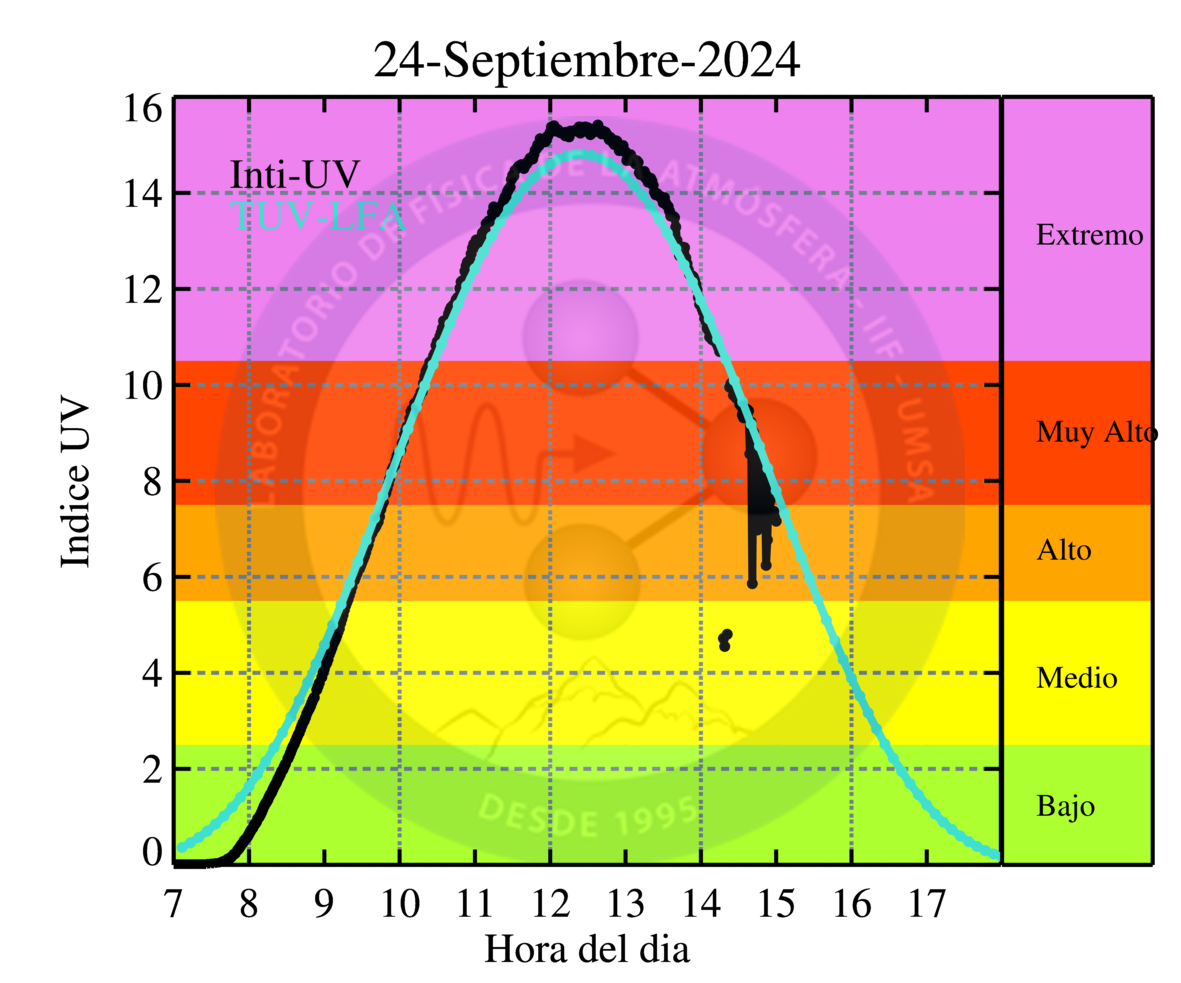 24-Septiembre-2024
Inti-UV
TUV-LFA
Indice UV
16
14
12
10
8
6
4
2
0
7 8 9 10 11 12 13 14 15 16 17
Hora del dia
Extremo
Muy Alto
Alto
Medio
Bajo
LABORATORIO DE FÍSICA DE LA ATMÓSFERA - IIF - UMSA
DESDE 1995